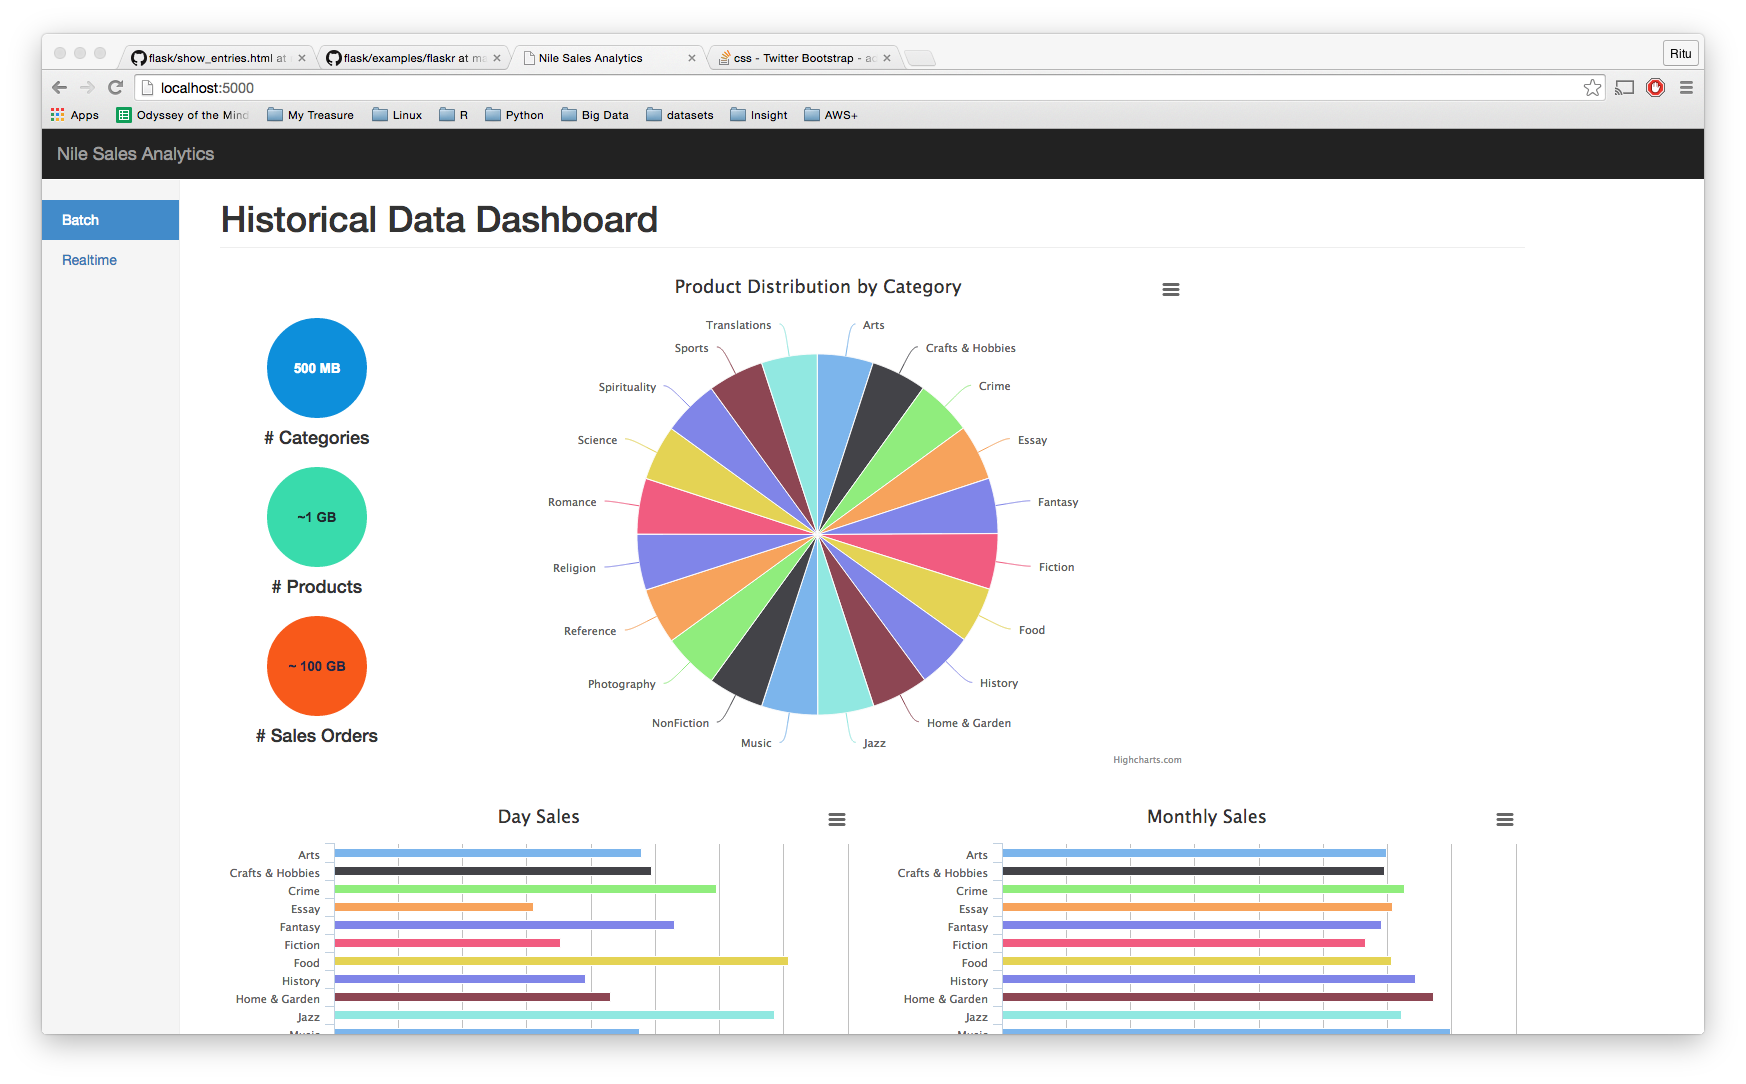 flask/show_entries.html at
flask/examples/flaskr at ma
Nile Sales Analytics
css - Twitter Bootstrap - ac
Ritu
localhost:5000
Apps
Odyssey of the Mind
My Treasure
Linux
R
Python
Big Data
datasets
Insight
AWS+
Nile Sales Analytics
Batch
Realtime
Historical Data Dashboard
500 MB
# Categories
~1 GB
# Products
~ 100 GB
# Sales Orders
Product Distribution by Category
Translations
Arts
Sports
Crafts & Hobbies
Spirituality
Crime
Science
Essay
Romance
Fantasy
Religion
Fiction
Reference
Food
Photography
History
NonFiction
Home & Garden
Music
Jazz
Highcharts.com
Day Sales
Arts
Crafts & Hobbies
Crime
Essay
Fantasy
Fiction
Food
History
Home & Garden
Jazz
Music
Monthly Sales
Arts
Crafts & Hobbies
Crime
Essay
Fantasy
Fiction
Food
History
Home & Garden
Jazz
Music